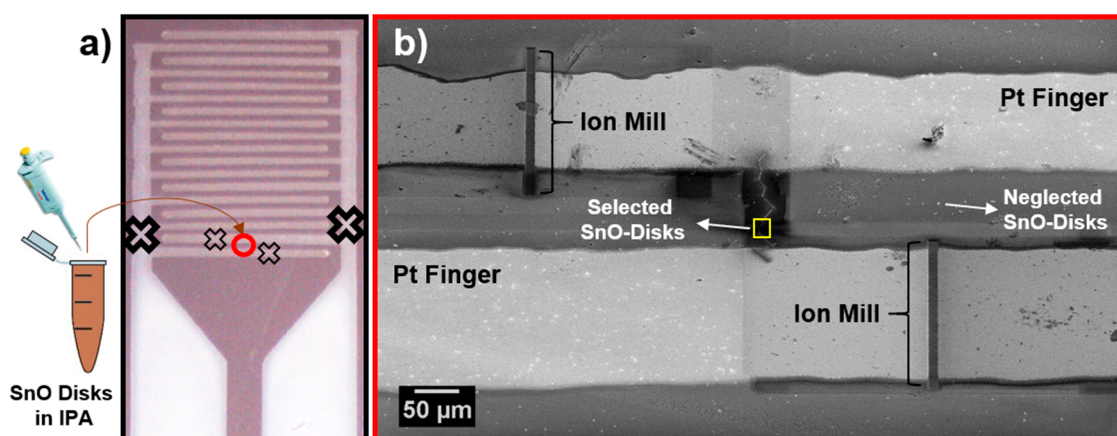 a)
SnO Disks
in IPA
b)
Ion Mill
Pt Finger
Selected
SnO-Disks
Neglected
SnO-Disks
Pt Finger
Ion Mill
50 µm